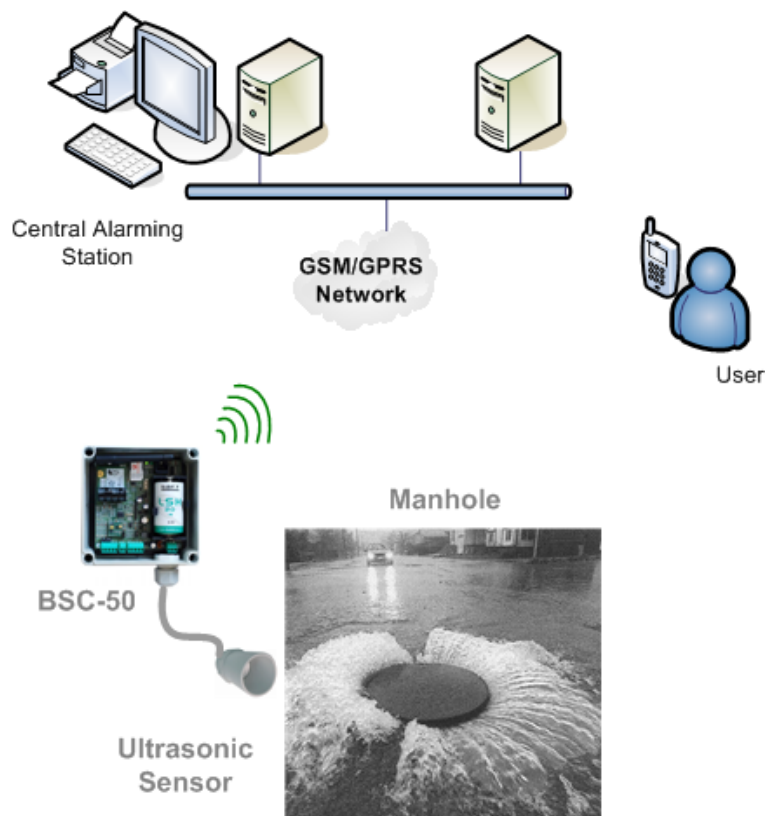 Central Alarming
Station
GSM/GPRS
Network
User
Manhole
BSC-50
Ultrasonic
Sensor